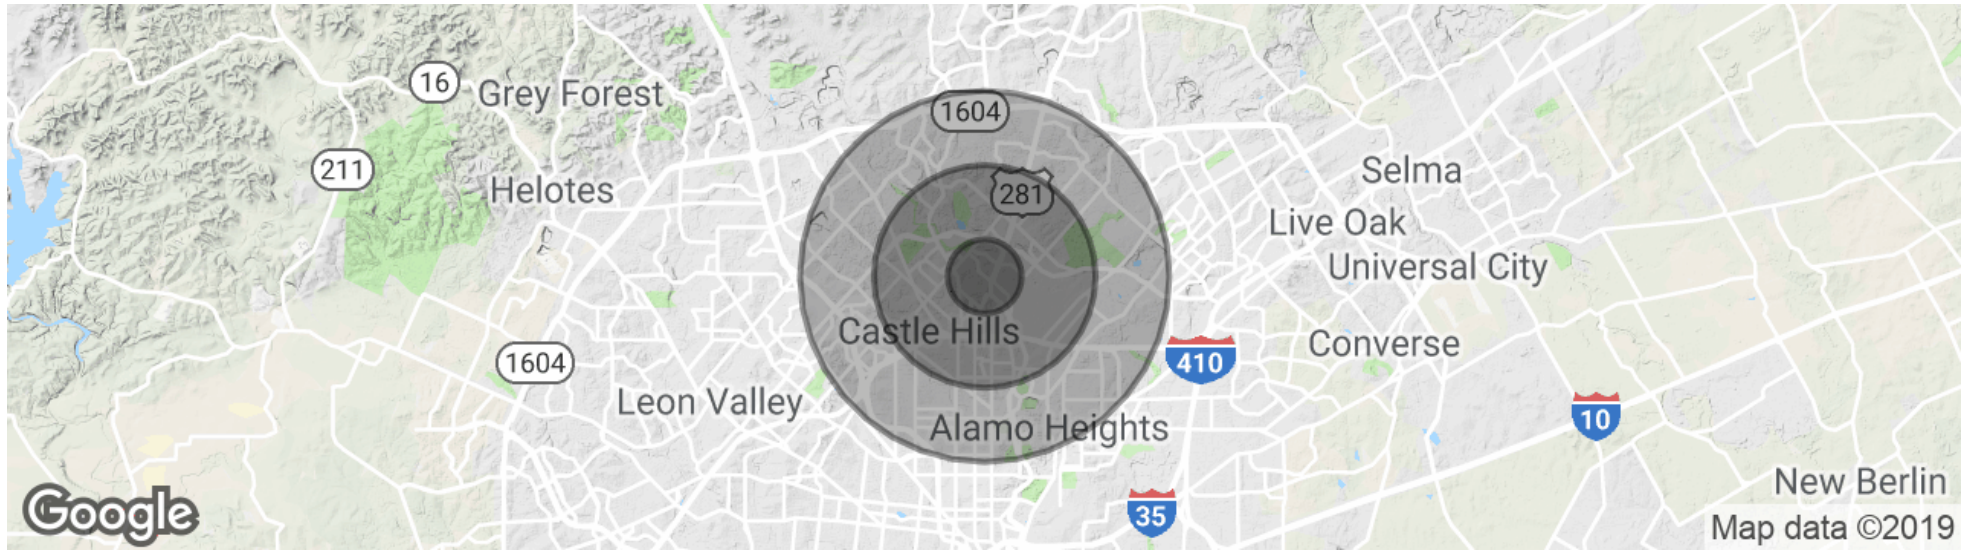 16
Grey Forest
1604
211
Selma
Helotes
281
Live Oak
Universal City
Castle Hills
Converse
410
1604
Leon Valley
10
Alamo Heights
New Berlin
Google
35
Map data ©2019